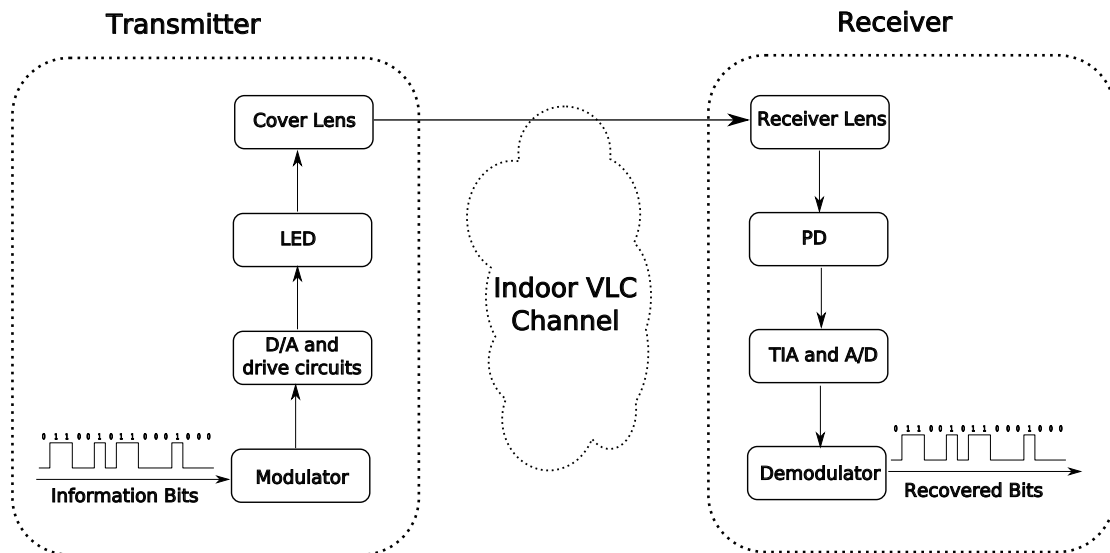 Transmitter
Receiver
Cover Lens
Receiver Lens
LED
PD
Indoor VLC
Channel
D/A and
drive circuits
TIA and A/D
0 1 1 0 0 1 0 1 1 0 0 0 1 0 0 0
Information Bits
Modulator
Demodulator
0 1 1 0 0 1 0 1 1 0 0 0 1 0 0 0
Recovered Bits